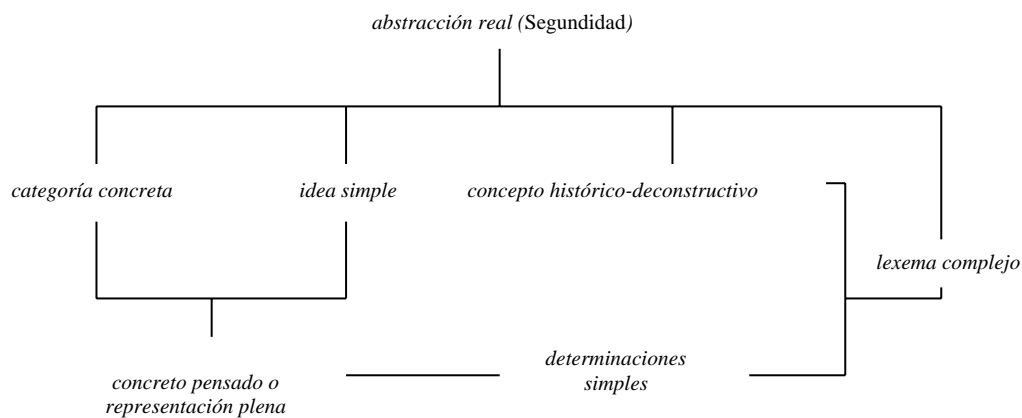 abstracción real (Segundidad)
categoría concreta
idea simple
concepto histórico-deconstructivo
lexema complejo
determinaciones
simples
concreto pensado o
representación plena